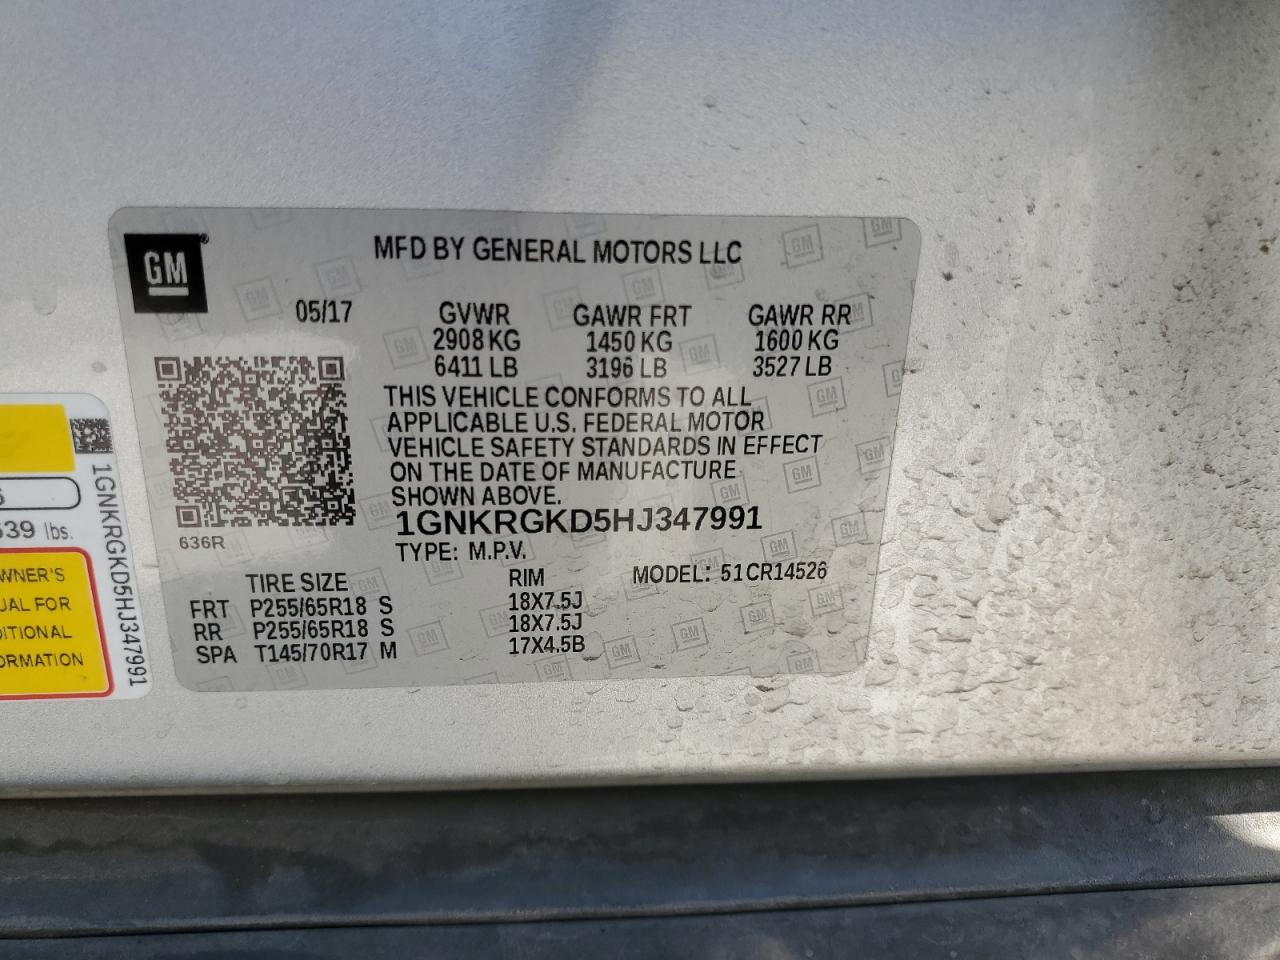 GM
MFD BY GENERAL MOTORS LLC
05/17 GVWR GAWR FRT GAWR RR
2908 KG 1450 KG 1600 KG
6411 LB 3196 LB 3527 LB
THIS VEHICLE CONFORMS TO ALL
APPLICABLE U.S. FEDERAL MOTOR
VEHICLE SAFETY STANDARDS IN EFFECT
ON THE DATE OF MANUFACTURE
SHOWN ABOVE.
1GNKRGKD5HJ347991
636R
TYPE: M.P.V.
TIRE SIZE RIM MODEL: 51CR14526
FRT P255/65R18 S 18X7.5J
RR P255/65R18 S 18X7.5J
SPA T145/70R17 M 17X4.5B
1GNKRGKD5HJ347991
639 lbs.
WNER'S
UAL FOR
DITIONAL
ORMATION